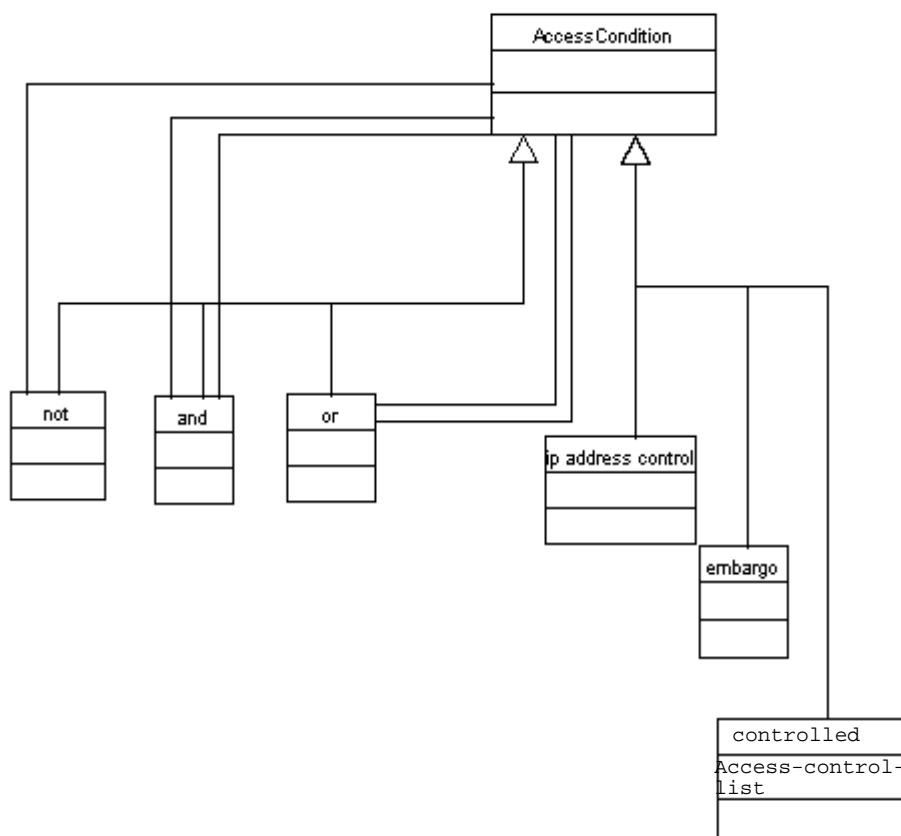 AccessCondition
not
and
or
ip address control
embargo
controlled
Access-control-
list